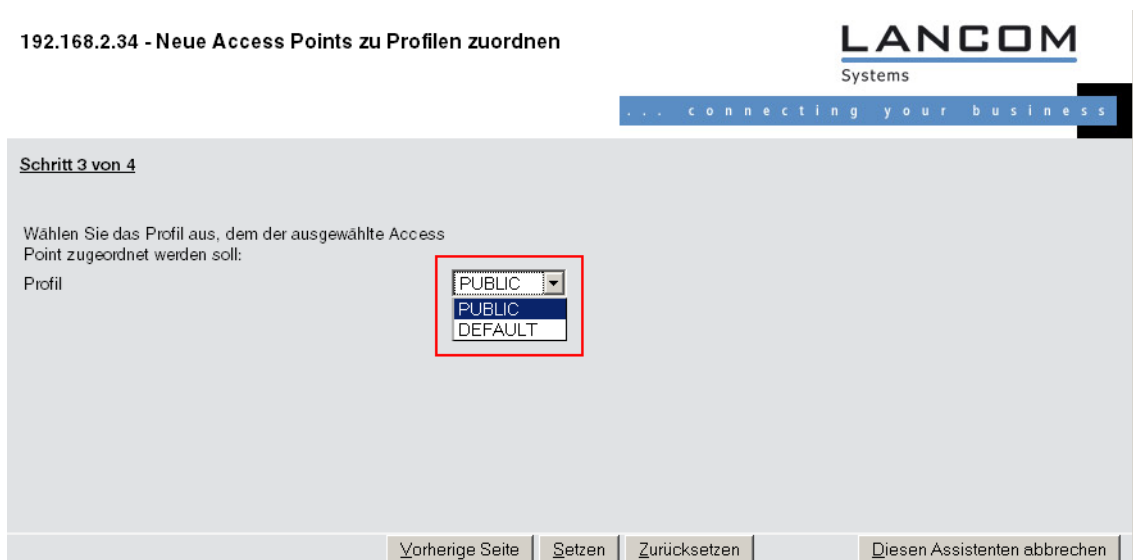 192.168.2.34 - Neue Access Points zu Profilen zuordnen
LANCOM
Systems
... connecting your business
Schritt 3 von 4
Wählen Sie das Profil aus, dem der ausgewählte Access
Point zugeordnet werden soll:
Profil
PUBLIC
PUBLIC
DEFAULT
Vorherige Seite
Setzen
Zurücksetzen
Diesen Assistenten abbrechen